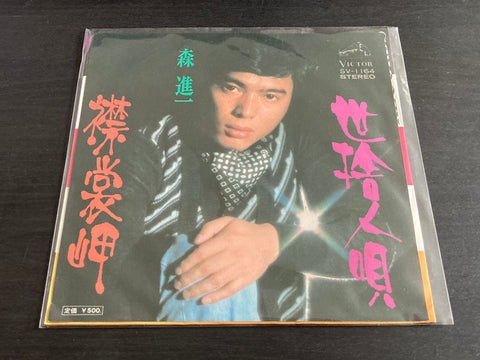 森進一
VICTOR
SV-1164
STEREO
襟裳岬
世捨人唄
定価 ¥500.